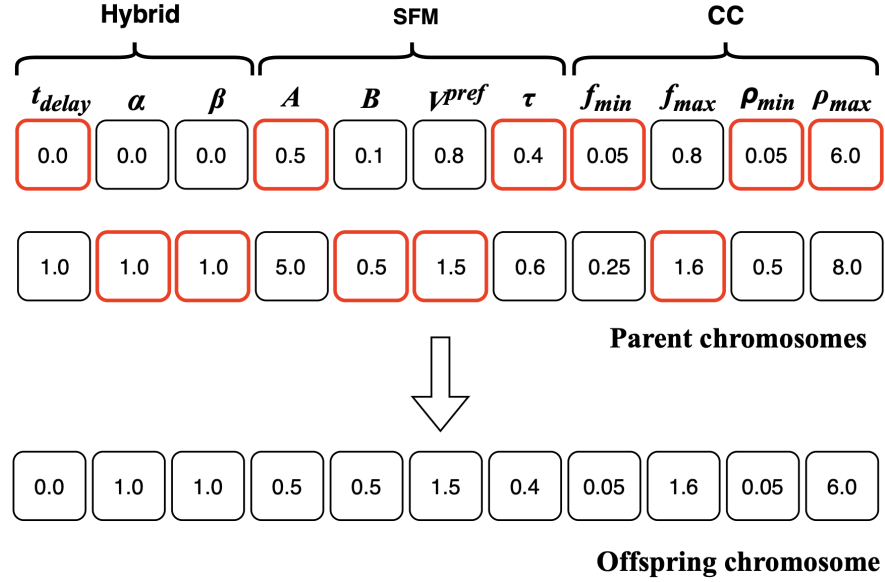 Hybrid SFM CC
t_delay α β A B V^pref τ f_min f_max ρ_min ρ_max
0.0 0.0 0.0 0.5 0.1 0.8 0.4 0.05 0.8 0.05 6.0
1.0 1.0 1.0 5.0 0.5 1.5 0.6 0.25 1.6 0.5 8.0
Parent chromosomes
0.0 1.0 1.0 0.5 0.5 1.5 0.4 0.05 1.6 0.05 6.0
Offspring chromosome